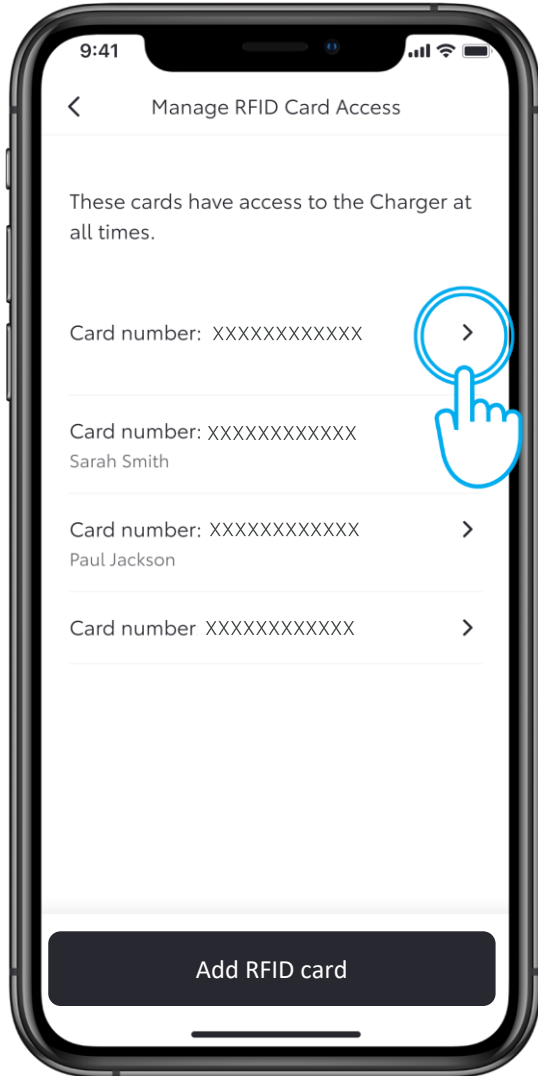 9:41
Manage RFID Card Access
These cards have access to the Charger at
all times.
Card number: XXXXXXXXXXXX
Card number: XXXXXXXXXXXX
Sarah Smith
Card number: XXXXXXXXXXXX
Paul Jackson
Card number XXXXXXXXXXXX
Add RFID card